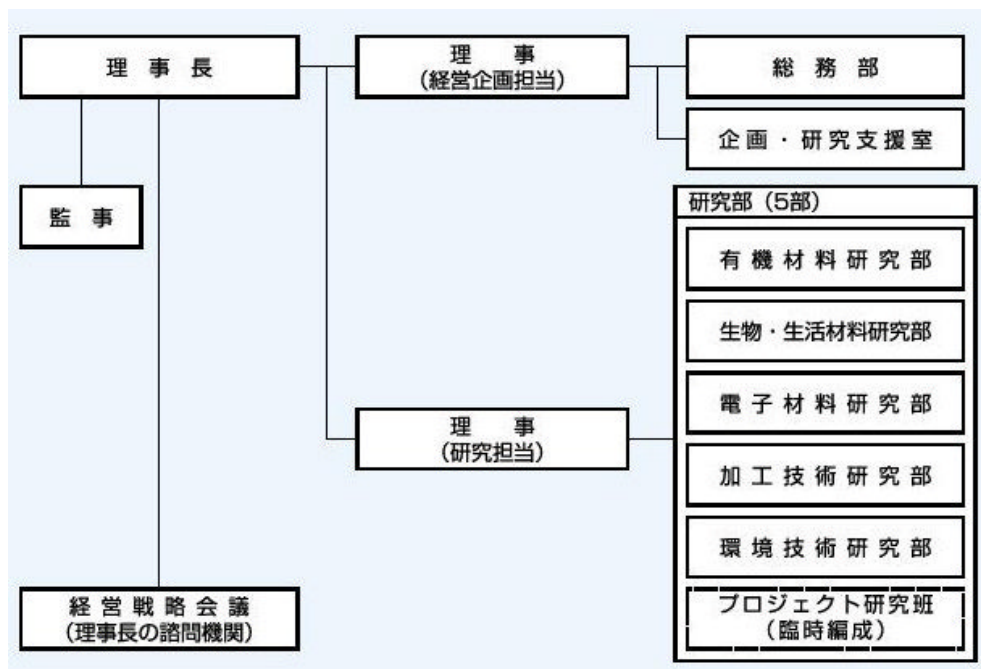 理事長
理事
(経営企画担当)
総務部
企画・研究支援室
監事
研究部(5部)
有機材料研究部
生物・生活材料研究部
電子材料研究部
理事
(研究担当)
加工技術研究部
環境技術研究部
経営戦略会議
(理事長の諮問機関)
プロジェクト研究班
(臨時編成)